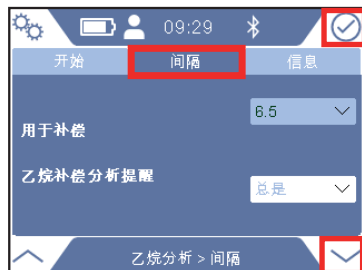 09:29
开始 间隔 信息
6.5
用于补偿
乙烷补偿分析提醒
总是
乙烷分析 > 间隔